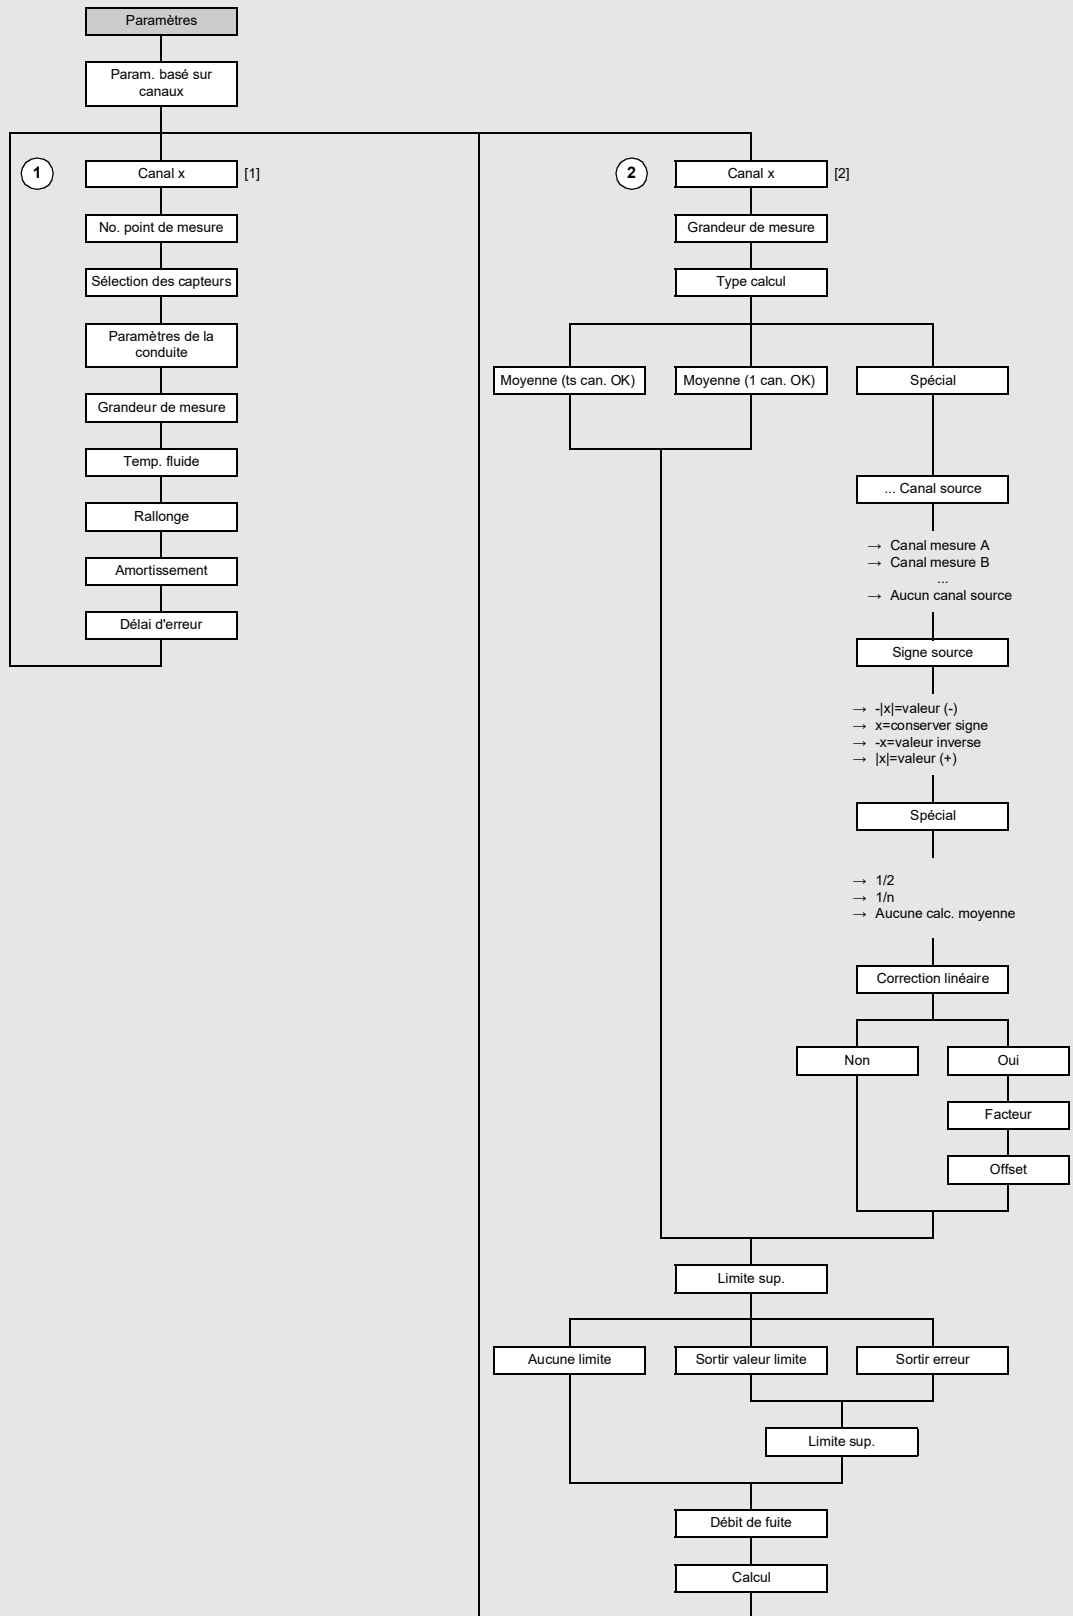 Paramètres
Param. basé sur
canaux
1
Canal x
[1]
No. point de mesure
Sélection des capteurs
Paramètres de la
conduite
Grandeur de mesure
Temp. fluide
Rallonge
Amortissement
Délai d'erreur
2
Canal x
[2]
Grandeur de mesure
Type calcul
Moyenne (ts can. OK)
Moyenne (1 can. OK)
Spécial
... Canal source
→ Canal mesure A
→ Canal mesure B
...
→ Aucun canal source
Signe source
→ -|x|=valeur (-)
→ x=conserver signe
→ -x=valeur inverse
→ |x|=valeur (+)
Spécial
→ 1/2
→ 1/n
→ Aucune calc. moyenne
Correction linéaire
Non
Oui
Facteur
Offset
Limite sup.
Aucune limite
Sortir valeur limite
Sortir erreur
Limite sup.
Débit de fuite
Calcul